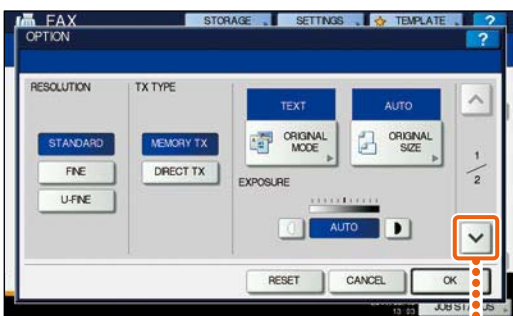 FAX STORAGE SETTINGS TEMPLATE ?
OPTION ?
RESOLUTION TX TYPE
TEXT AUTO
STANDARD MEMORY TX ORIGINAL MODE ORIGINAL SIZE
FINE DIRECT TX
U-FINE
EXPOSURE
1
2
AUTO
RESET CANCEL OK
13:03 JOB STATUS